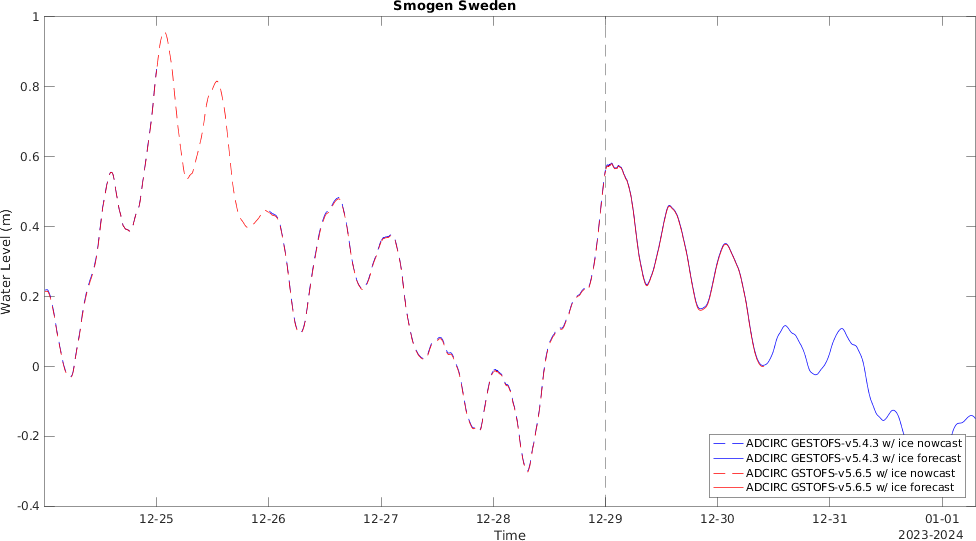 Smogen Sweden
1
0.8
0.6
0.4
0.2
0
-0.2
-0.4
Water Level (m)
ADCIRC GESTOFS-v5.4.3 w/ ice nowcast
ADCIRC GESTOFS-v5.4.3 w/ ice forecast
ADCIRC GSTOFS-v5.6.5 w/ ice nowcast
ADCIRC GSTOFS-v5.6.5 w/ ice forecast
12-25
12-26
12-27
12-28
12-29
12-30
12-31
01-01
Time
2023-2024